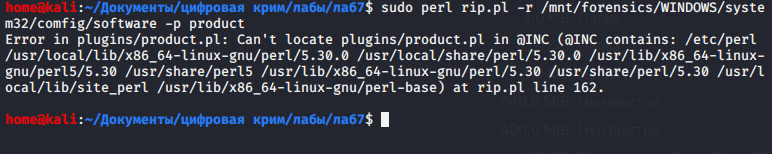 home@kali:~/Документы/цифровая крим/лабы/лаб7$ sudo perl rip.pl -r /mnt/forensics/WINDOWS/syste
m32/comfig/software -p product
Error in plugins/product.pl: Can't locate plugins/product.pl in @INC (@INC contains: /etc/perl
/usr/local/lib/x86_64-linux-gnu/perl/5.30.0 /usr/local/share/perl/5.30.0 /usr/lib/x86_64-linux-
gnu/perl5/5.30 /usr/share/perl5 /usr/lib/x86_64-linux-gnu/perl/5.30 /usr/share/perl/5.30 /usr/l
ocal/lib/site_perl /usr/lib/x86_64-linux-gnu/perl-base) at rip.pl line 162.
640,0 MiB Неизвестно
home@kali:~/Документы/цифровая крим/лабы/лаб7$
400,0 MiB Неизвестно